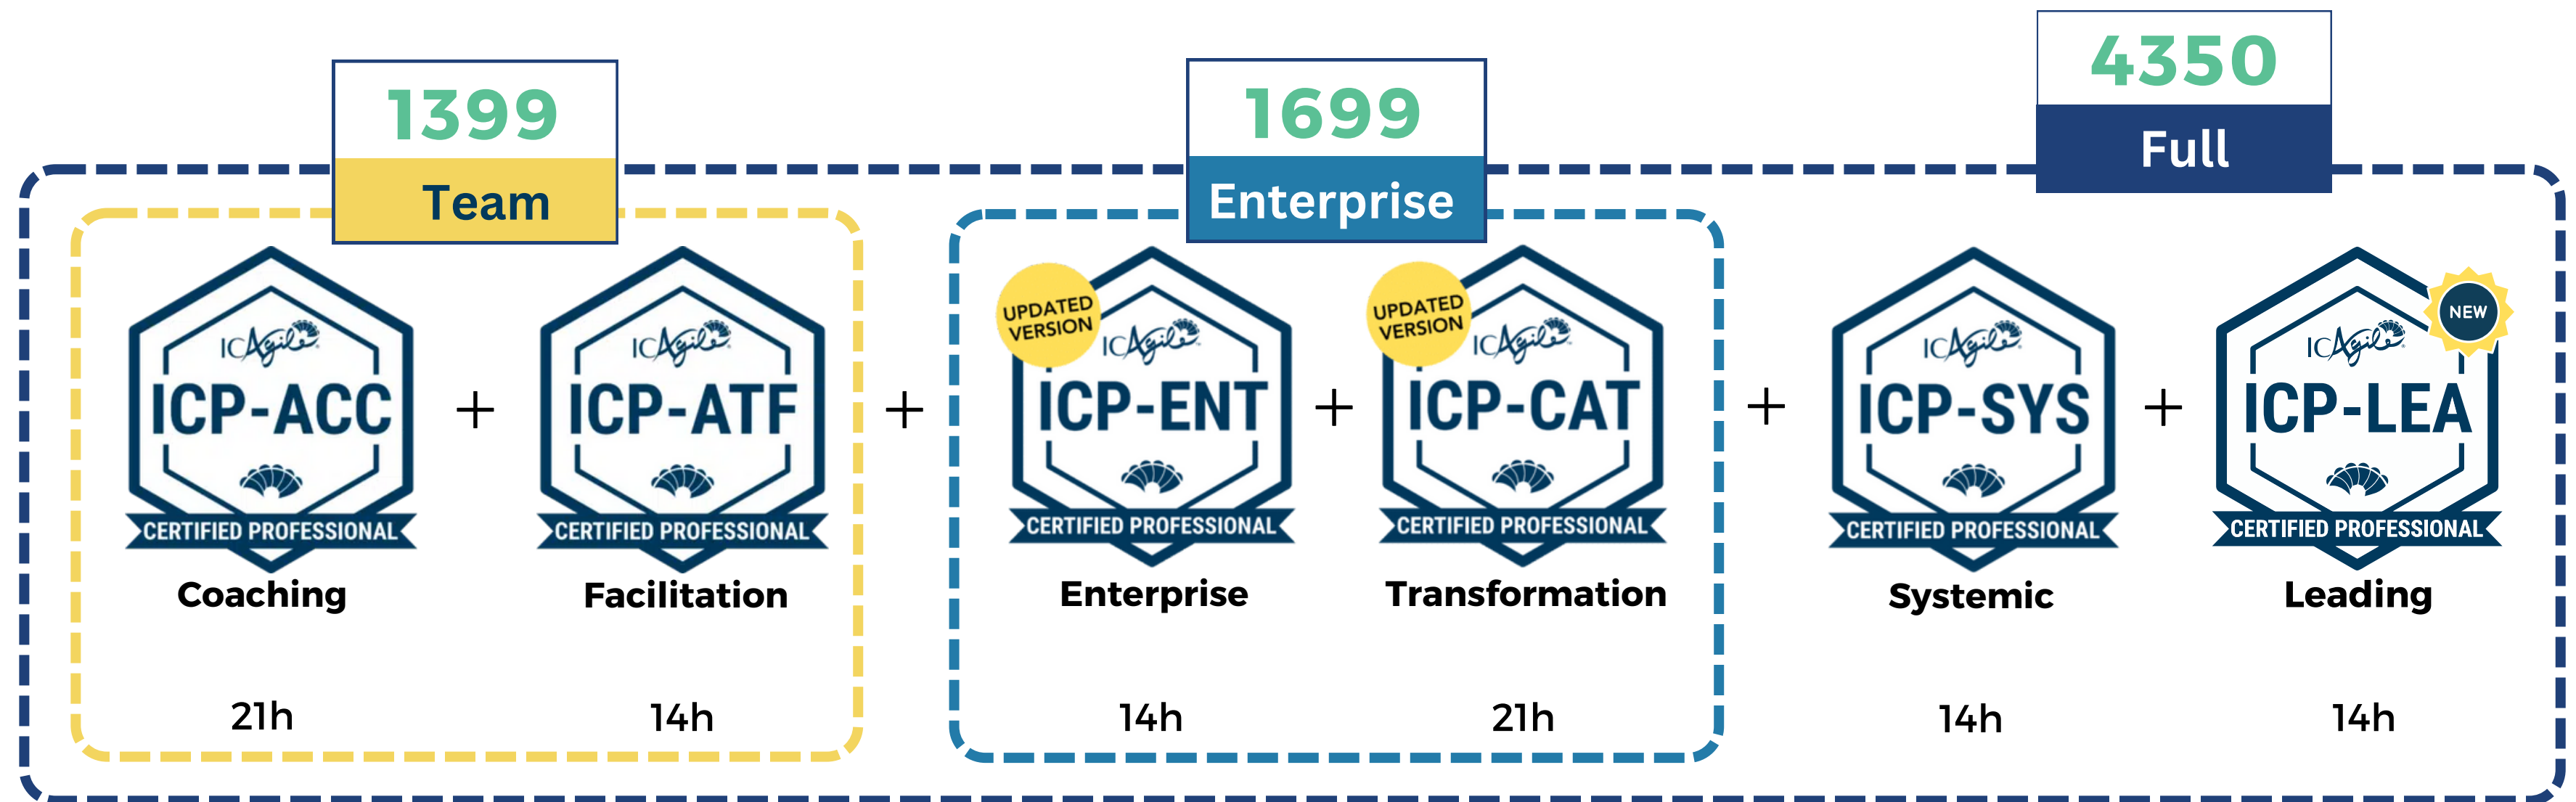 1399
Team
1699
Enterprise
4350
Full
ICAgile
ICP-ACC
CERTIFIED PROFESSIONAL
Coaching
21h
+
ICAgile
ICP-ATF
CERTIFIED PROFESSIONAL
Facilitation
14h
+
UPDATED
VERSION
ICAgile
ICP-ENT
CERTIFIED PROFESSIONAL
Enterprise
14h
+
UPDATED
VERSION
ICAgile
ICP-CAT
CERTIFIED PROFESSIONAL
Transformation
21h
+
ICAgile
ICP-SYS
CERTIFIED PROFESSIONAL
Systemic
14h
+
NEW
ICAgile
ICP-LEA
CERTIFIED PROFESSIONAL
Leading
14h